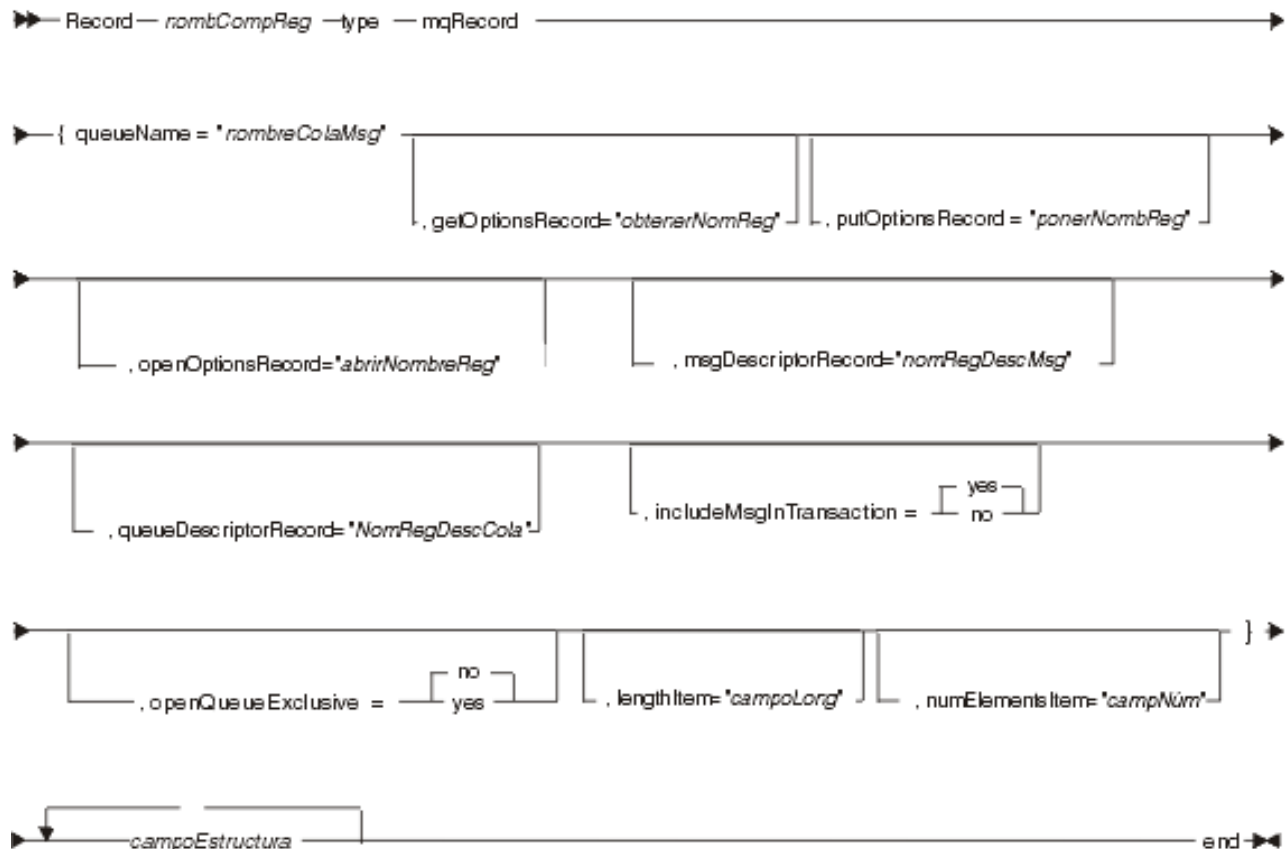 Record nombCompReg type mqRecord
{ queueName = "nombreColaMsg"
, getOptionsRecord="obtenerNomReg" , putOptionsRecord = "ponerNombReg"
, openOptionsRecord="abrirNombreReg" , msgDescriptorRecord="nomRegDescMsg"
, queueDescriptorRecord="NomRegDescCola" , includeMsgInTransaction = yes
no
, openQueueExclusive = no
yes
, lengthItem="campoLong" , numElementsItem="campNúm" }
campoEstructura end